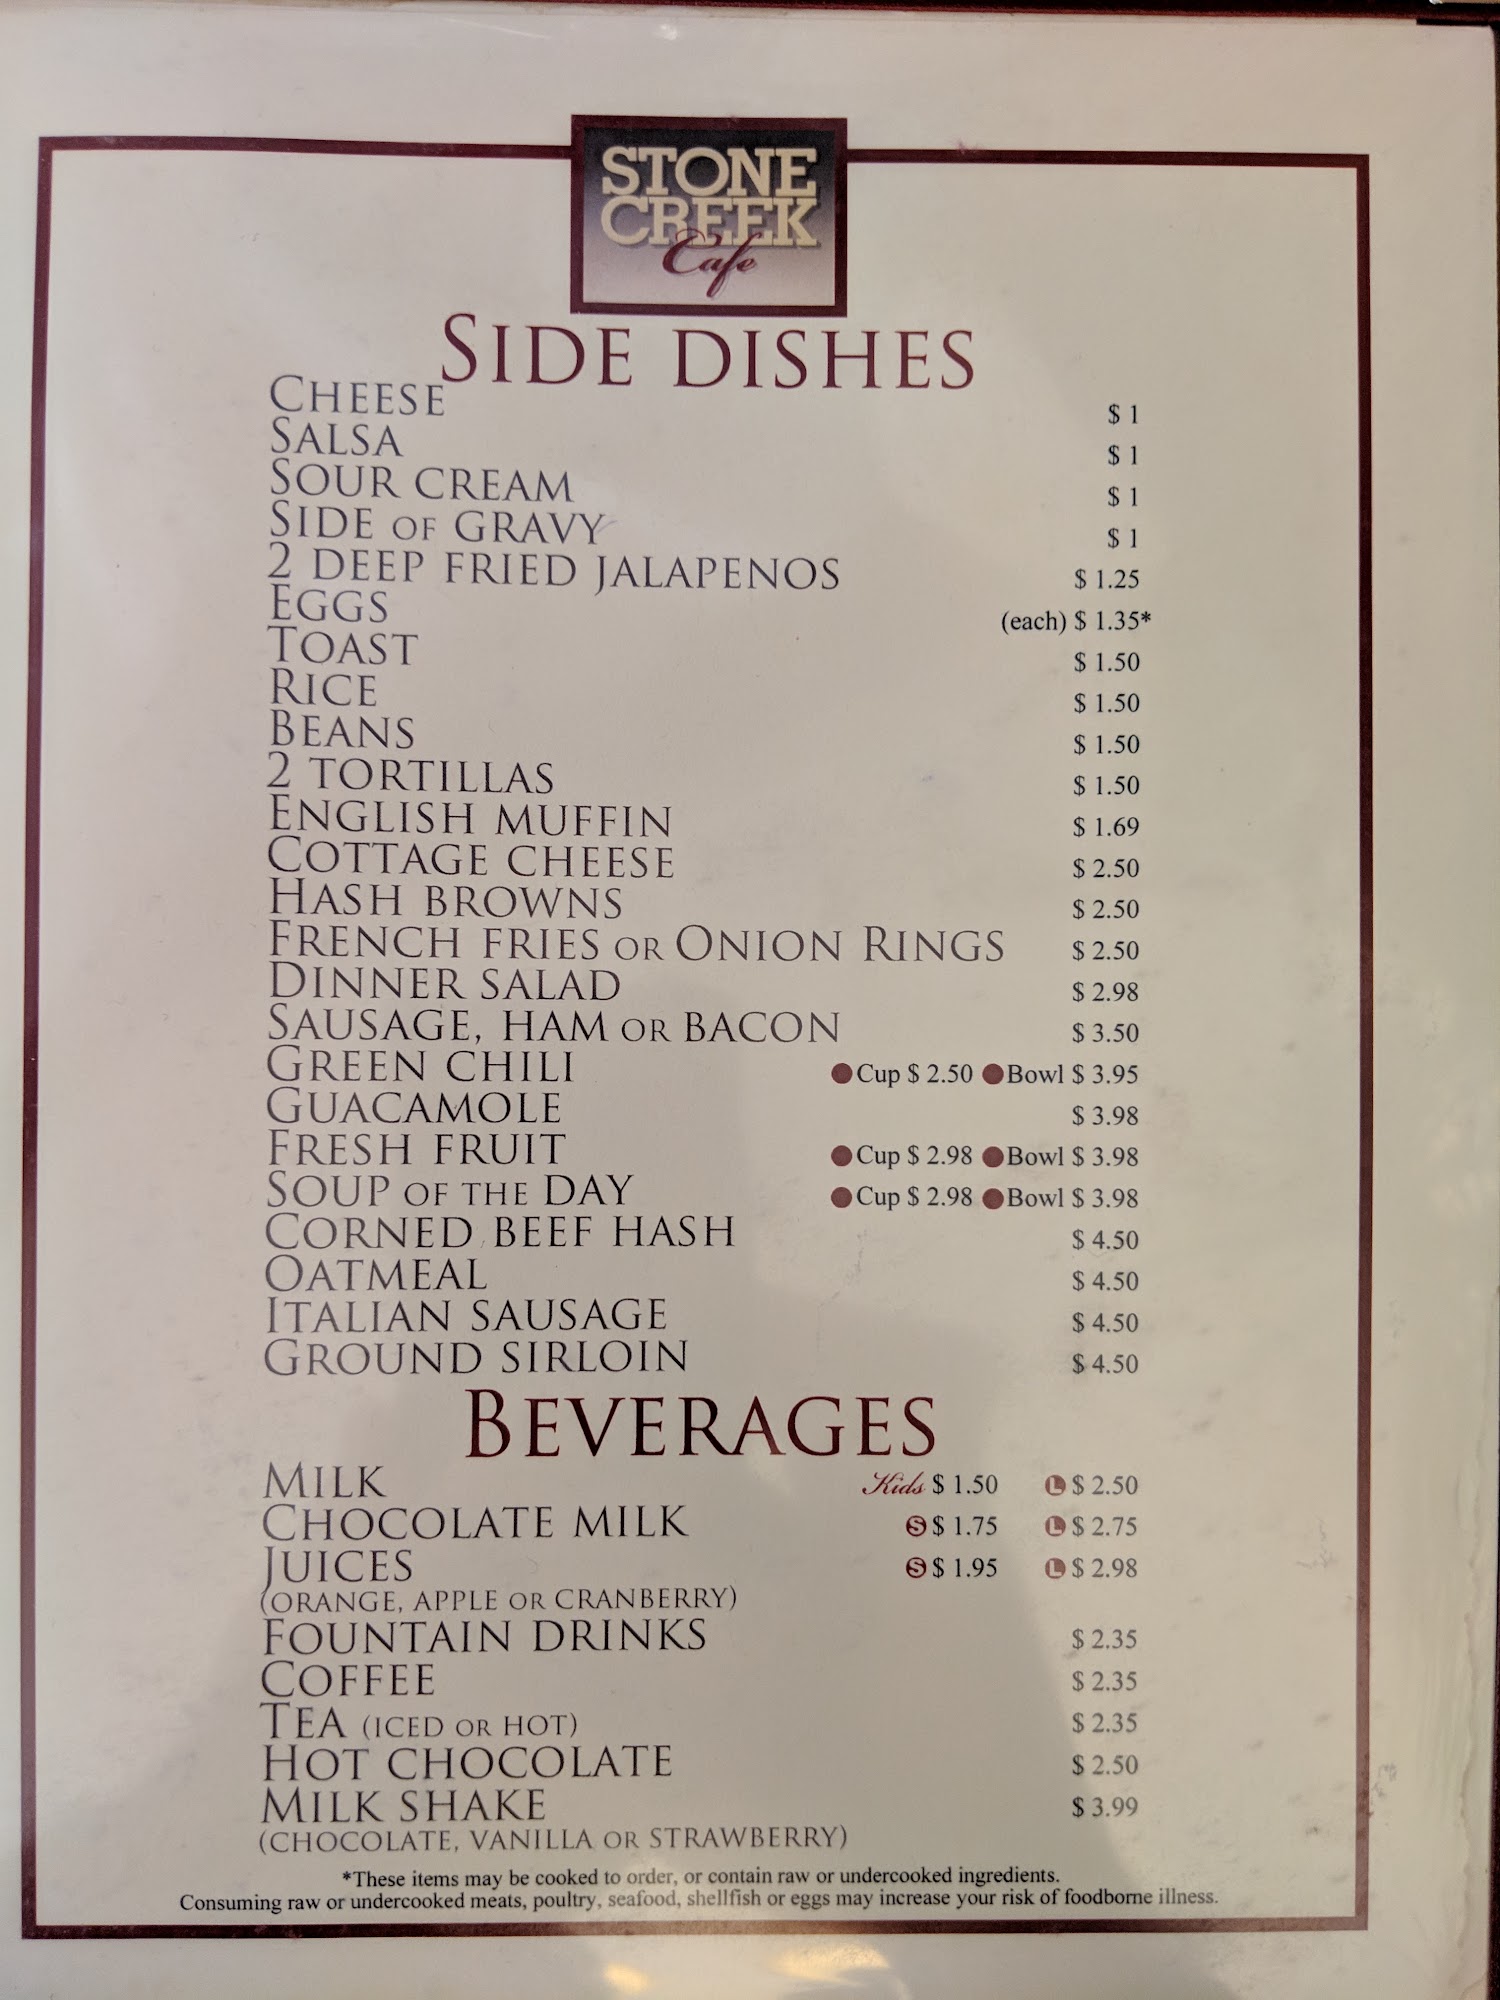 STONE
CREEK
Cafe
SIDE DISHES
CHEESE $ 1
SALSA $ 1
SOUR CREAM $ 1
SIDE OF GRAVY $ 1
2 DEEP FRIED JALAPENOS $ 1.25
EGGS (each) $ 1.35*
TOAST $ 1.50
RICE $ 1.50
BEANS $ 1.50
2 TORTILLAS $ 1.50
ENGLISH MUFFIN $ 1.69
COTTAGE CHEESE $ 2.50
HASH BROWNS $ 2.50
FRENCH FRIES OR ONION RINGS $ 2.50
DINNER SALAD $ 2.98
SAUSAGE, HAM OR BACON $ 3.50
GREEN CHILI ●Cup $ 2.50 ●Bowl $ 3.95
GUACAMOLE $ 3.98
FRESH FRUIT ●Cup $ 2.98 ●Bowl $ 3.98
SOUP OF THE DAY ●Cup $ 2.98 ●Bowl $ 3.98
CORNED BEEF HASH $ 4.50
OATMEAL $ 4.50
ITALIAN SAUSAGE $ 4.50
GROUND SIRLOIN $ 4.50
BEVERAGES
MILK Kids $ 1.50 L $ 2.50
CHOCOLATE MILK S $ 1.75 L $ 2.75
JUICES S $ 1.95 L $ 2.98
(ORANGE, APPLE OR CRANBERRY)
FOUNTAIN DRINKS $ 2.35
COFFEE $ 2.35
TEA (ICED OR HOT) $ 2.35
HOT CHOCOLATE $ 2.50
MILK SHAKE $ 3.99
(CHOCOLATE, VANILLA OR STRAWBERRY)
*These items may be cooked to order, or contain raw or undercooked ingredients.
Consuming raw or undercooked meats, poultry, seafood, shellfish or eggs may increase your risk of foodborne illness.